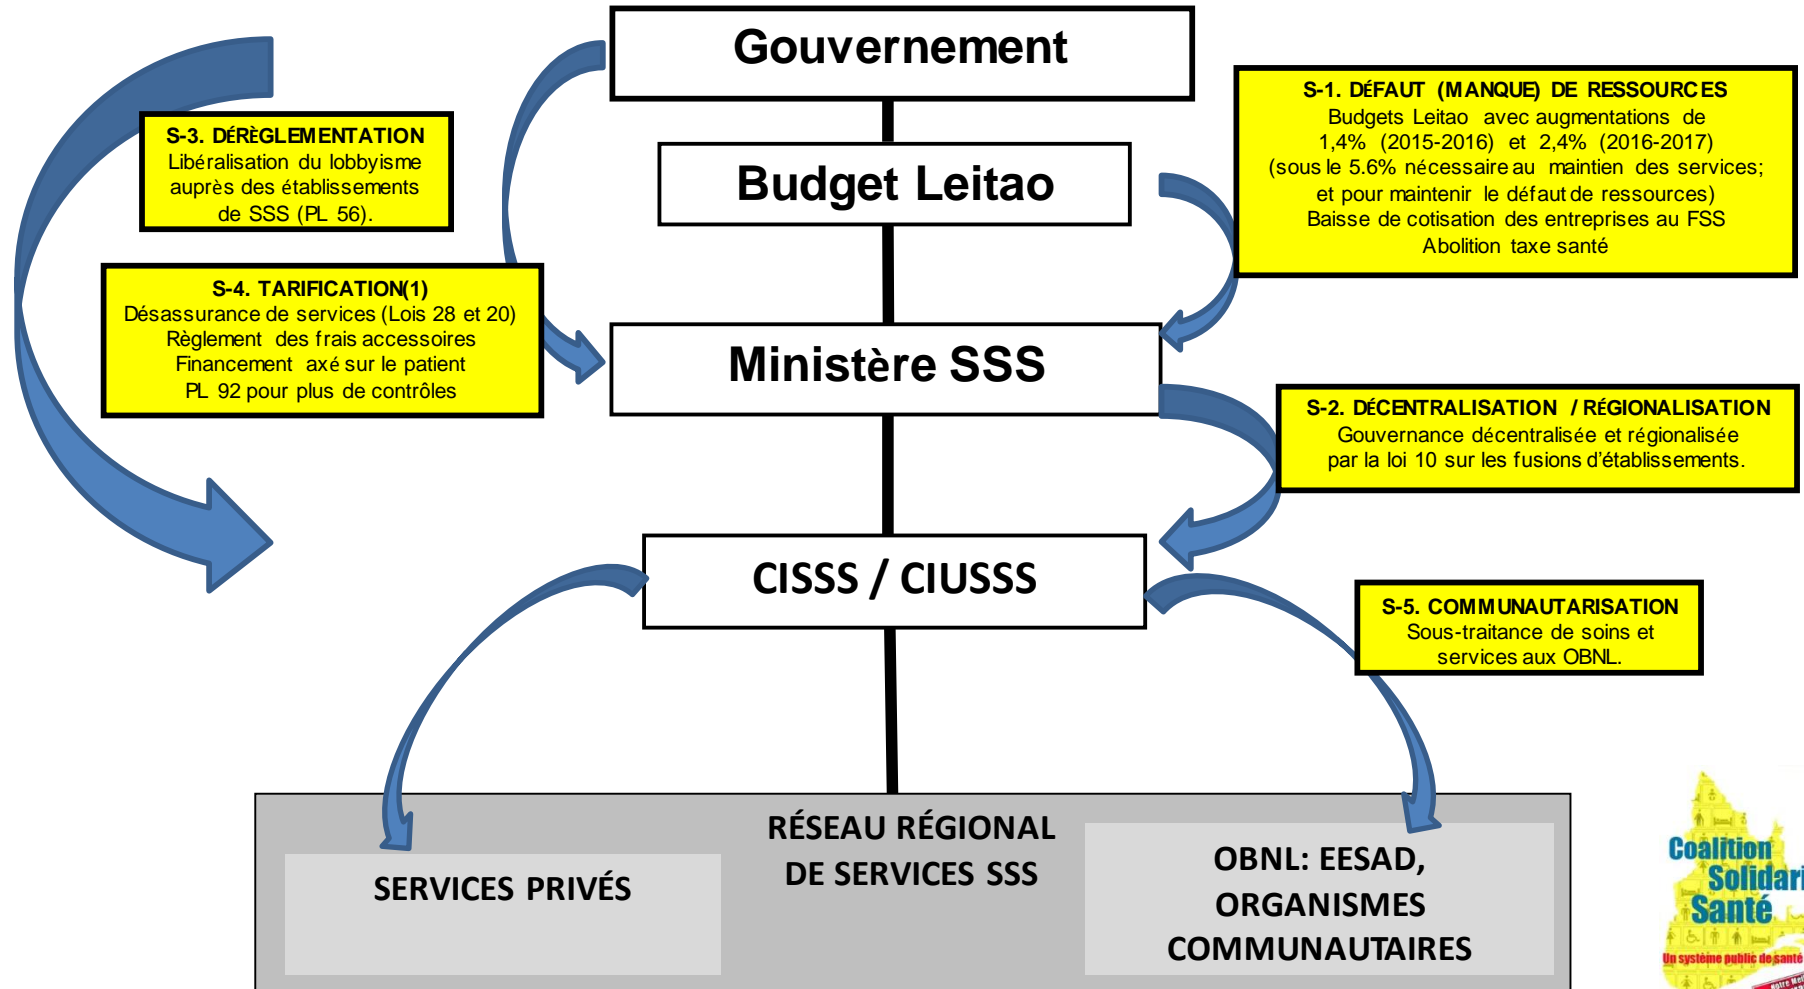 Gouvernement
S-1. DÉFAUT (MANQUE) DE RESSOURCES
Budgets Leitao avec augmentations de
1,4% (2015-2016) et 2,4% (2016-2017)
(sous le 5.6% nécessaire au maintien des services;
et pour maintenir le défaut de ressources)
Baisse de cotisation des entreprises au FSS
Abolition taxe santé
S-3. DÉRÈGLEMENTATION
Libéralisation du lobbyisme
auprès des établissements
de SSS (PL 56).
Budget Leitao
S-4. TARIFICATION(1)
Désassurance de services (Lois 28 et 20)
Règlement des frais accessoires
Financement axé sur le patient
PL 92 pour plus de contrôles
Ministère SSS
S-2. DÉCENTRALISATION / RÉGIONALISATION
Gouvernance décentralisée et régionalisée
par la loi 10 sur les fusions d'établissements.
CISSS / CIUSSS
S-5. COMMUNAUTARISATION
Sous-traitance de soins et
services aux OBNL.
RÉSEAU RÉGIONAL
DE SERVICES SSS
SERVICES PRIVÉS
OBNL: EESAD,
ORGANISMES
COMMUNAUTAIRES
Coalition
Solidari
Santé
Un système public de santé